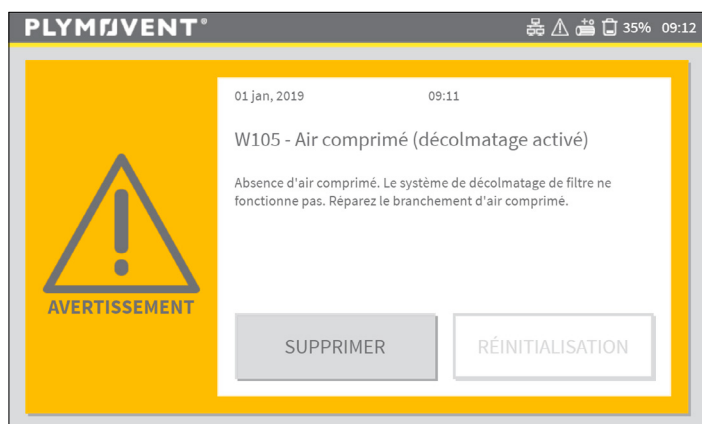 PLYMOVENT®
35% 09:12
01 jan, 2019 09:11
W105 - Air comprimé (décolmatage activé)
Absence d'air comprimé. Le système de décolmatage de filtre ne
fonctionne pas. Réparez le branchement d'air comprimé.
AVERTISSEMENT
SUPPRIMER
RÉINITIALISATION